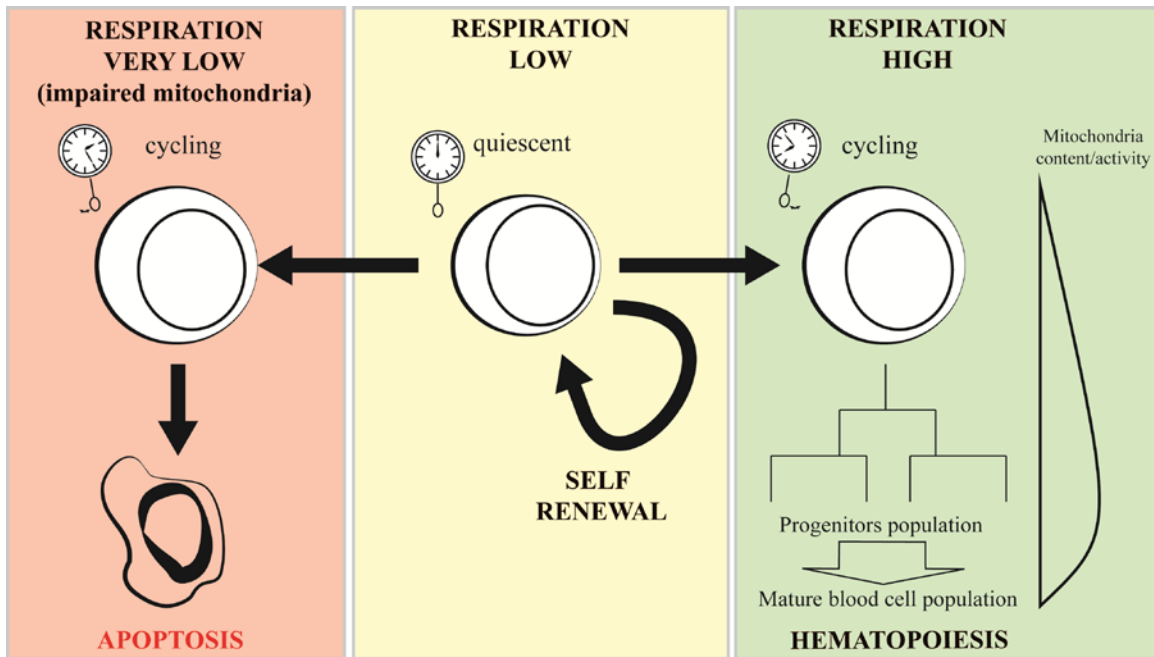 RESPIRATION
VERY LOW
(impaired mitochondria)
cycling
APOPTOSIS
RESPIRATION
LOW
quiescent
SELF
RENEWAL
RESPIRATION
HIGH
cycling
Mitochondria
content/activity
Progenitors population
Mature blood cell population
HEMATOPOIESIS